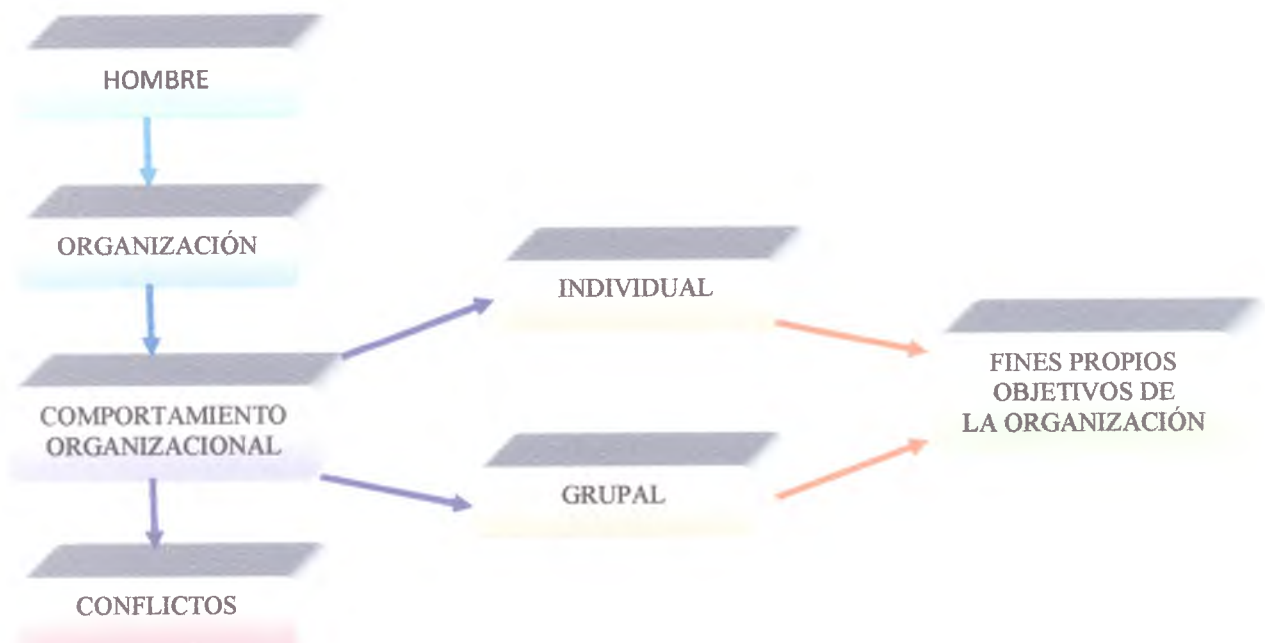 HOMBRE
ORGANIZACIÓN
COMPORTAMIENTO
ORGANIZACIONAL
CONFLICTOS
INDIVIDUAL
GRUPAL
FINES PROPIOS
OBJETIVOS DE
LA ORGANIZACIÓN